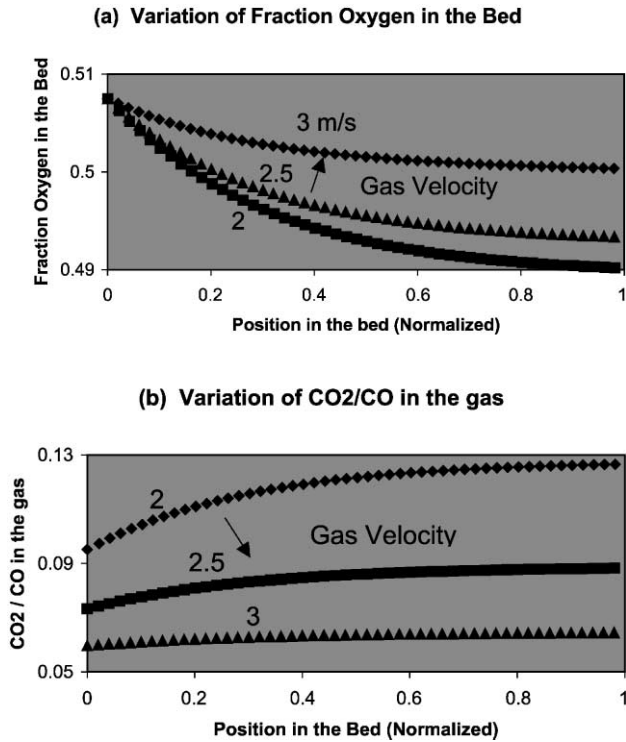 (a) Variation of Fraction Oxygen in the Bed
Fraction Oxygen in the Bed
0.51
0.5
0.49
3 m/s
2.5
Gas Velocity
2
0
0.2
0.4
0.6
0.8
1
Position in the bed (Normalized)
(b) Variation of CO2/CO in the gas
CO2 / CO in the gas
0.13
0.09
0.05
2
Gas Velocity
2.5
3
0
0.2
0.4
0.6
0.8
1
Position in the Bed (Normalized)